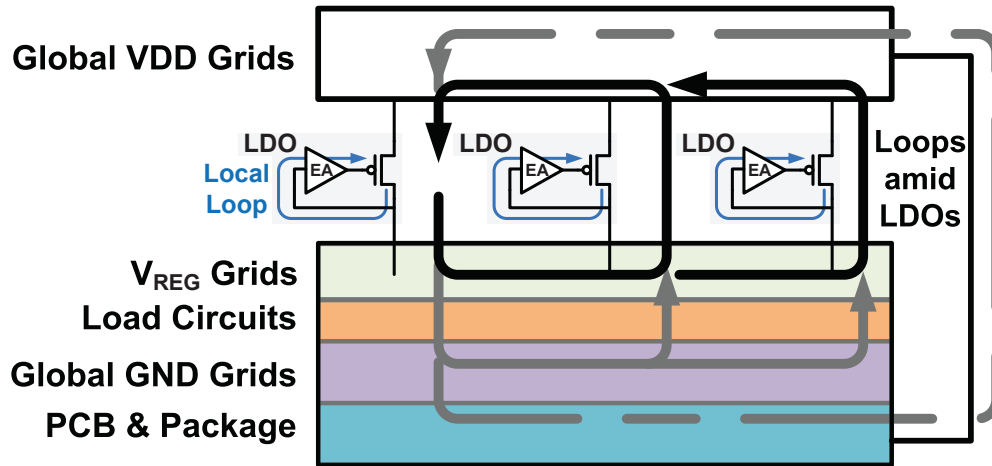 Global VDD Grids
LDO
LDO
LDO
EA
EA
EA
Local
Loop
Loops
amid
LDOs
VREG Grids
Load Circuits
Global GND Grids
PCB & Package